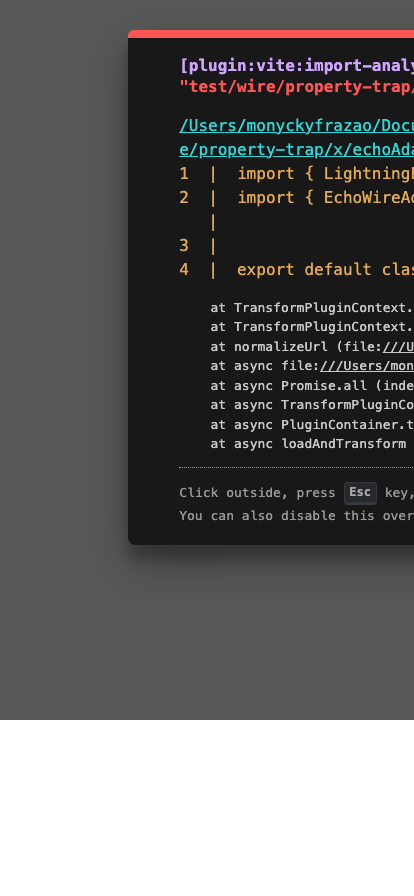 [plugin:vite:import-analy
"test/wire/property-trap/
/Users/monyckyfrazao/Docu
e/property-trap/x/echoAda
1 | import { LightningE
2 | import { EchoWireAd
|
3 |
4 | export default clas
at TransformPluginContext.
at TransformPluginContext.
at normalizeUrl (file:///U
at async file:///Users/mon
at async Promise.all (inde
at async TransformPluginCo
at async PluginContainer.t
at async loadAndTransform
Click outside, press Esc key,
You can also disable this over